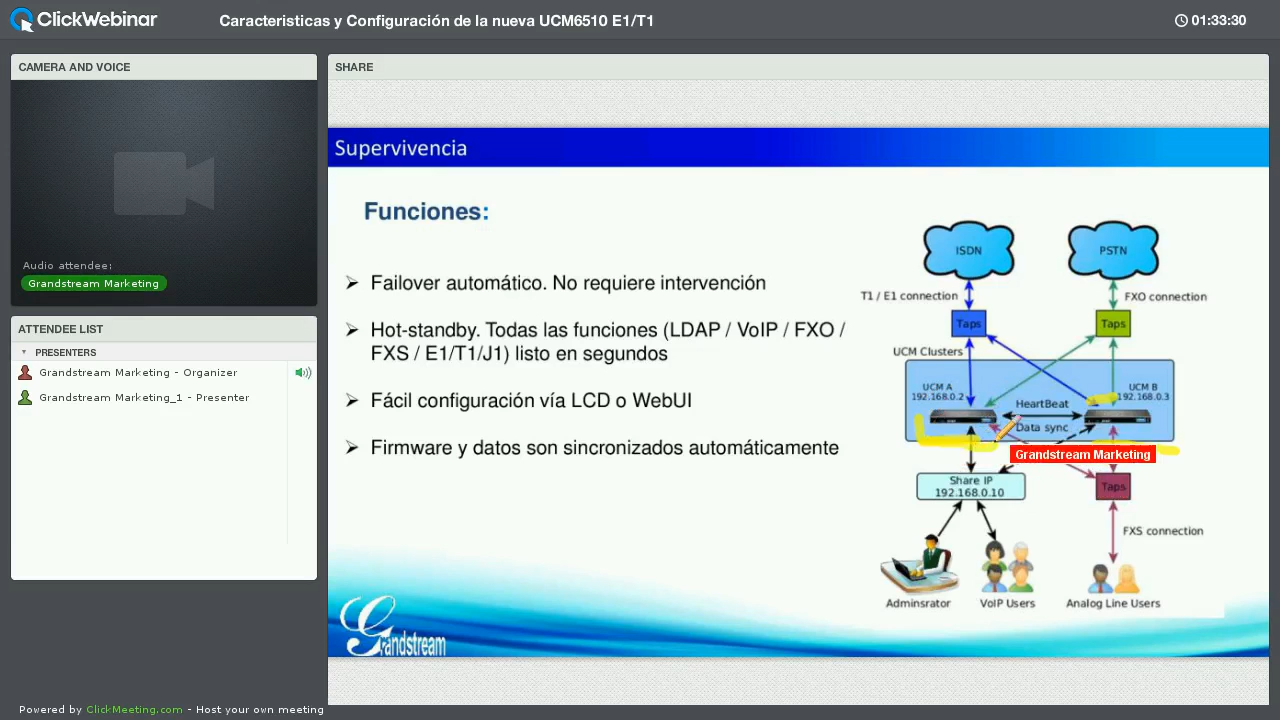 ClickWebinar
Caracteristicas y Configuración de la nueva UCM6510 E1/T1
01:33:30
CAMERA AND VOICE
Audio attendee:
Grandstream Marketing
ATTENDEE LIST
PRESENTERS
Grandstream Marketing - Organizer
Grandstream Marketing_1 - Presenter
SHARE
Supervivencia
Funciones:
Failover automático. No requiere intervención
Hot-standby. Todas las funciones (LDAP / VoIP / FXO /
FXS / E1/T1/J1) listo en segundos
Fácil configuración vía LCD o WebUI
Firmware y datos son sincronizados automáticamente
ISDN
PSTN
T1 / E1 connection
FXO connection
Taps
Taps
UCM Clusters
UCM A
192.168.0.2
UCM B
192.168.0.3
HeartBeat
Data sync
Grandstream Marketing
Share IP
192.168.0.10
Taps
FXS connection
Adminsrator
VoIP Users
Analog Line Users
Grandstream
Powered by ClickMeeting.com - Host your own meeting